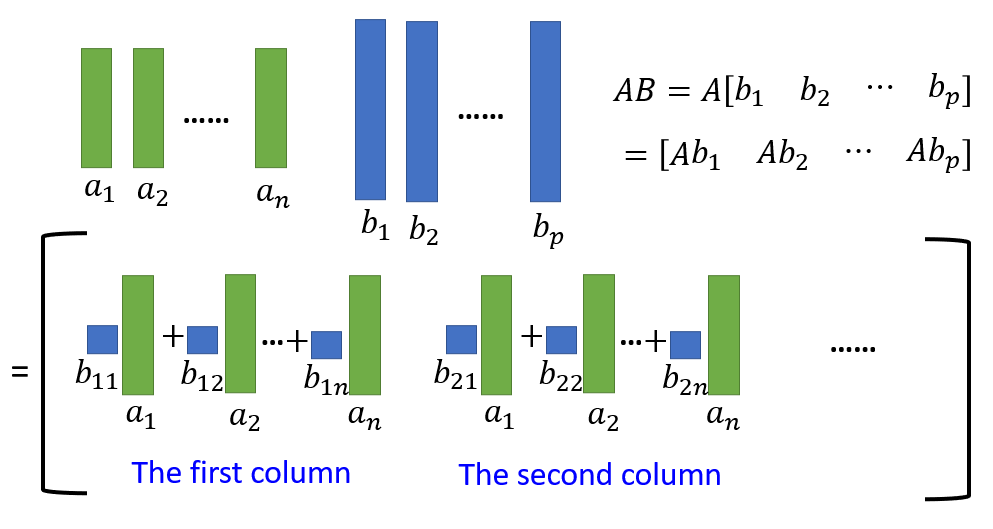 a₁ a₂ ...... aₙ
b₁ b₂ ...... bₚ
AB = A[b₁ b₂ ⋯ bₚ]
= [Ab₁ Ab₂ ⋯ Abₚ]
= [ b₁₁ a₁ + b₁₂ a₂ ...+ b₁ₙ aₙ b₂₁ a₁ + b₂₂ a₂ ...+ b₂ₙ aₙ ...... ]
The first column The second column